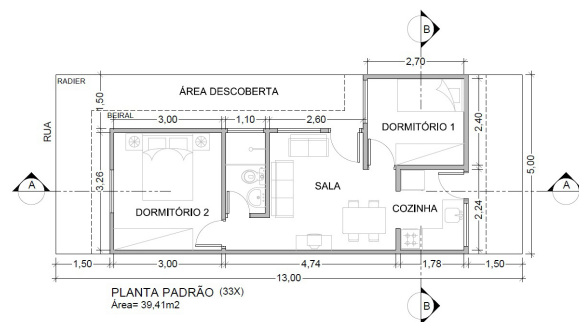 B
2,70
RADIER
ÁREA DESCOBERTA
1,50
BEIRAL
3,00
1,10
2,60
DORMITÓRIO 1
2,40
RUA
5,00
3,26
A
SALA
A
DORMITÓRIO 2
COZINHA
2,24
1,50
3,00
4,74
1,78
1,50
13,00
PLANTA PADRÃO (33X)
Área= 39,41m2
B